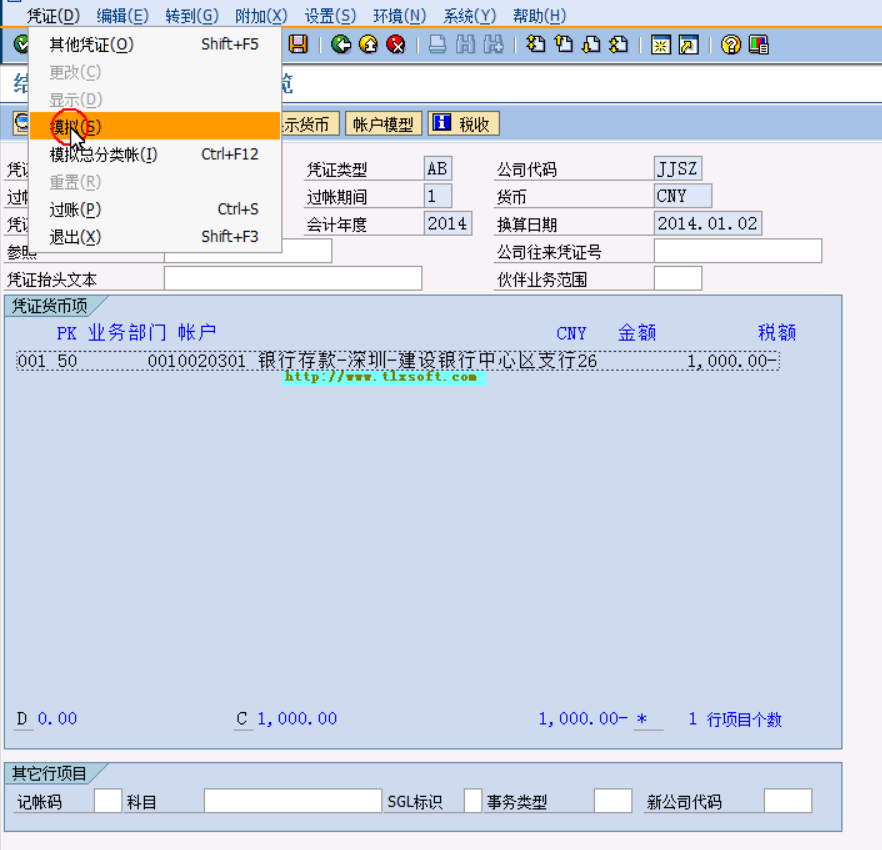 凭证(D) 编辑(E) 转到(G) 附加(X) 设置(S) 环境(N) 系统(Y) 帮助(H)
其他凭证(O) Shift+F5
更改(C)
显示(D)
模拟(S)
模拟总分类帐(I) Ctrl+F12
重置(R)
过账(P) Ctrl+S
退出(X) Shift+F3
结 览
示货币 帐户模型 税收
凭证 凭证类型 AB 公司代码 JJSZ
过帐 过帐期间 1 货币 CNY
凭证 会计年度 2014 换算日期 2014.01.02
参照 公司往来凭证号
凭证抬头文本 伙伴业务范围
凭证货币项
PK 业务部门 帐户 CNY 金额 税额
001 50 0010020301 银行存款-深圳-建设银行中心区支行26 1,000.00-
http://www.tlxsoft.com
D 0.00 C 1,000.00 1,000.00- * 1 行项目个数
其它行项目
记帐码 科目 SGL标识 事务类型 新公司代码